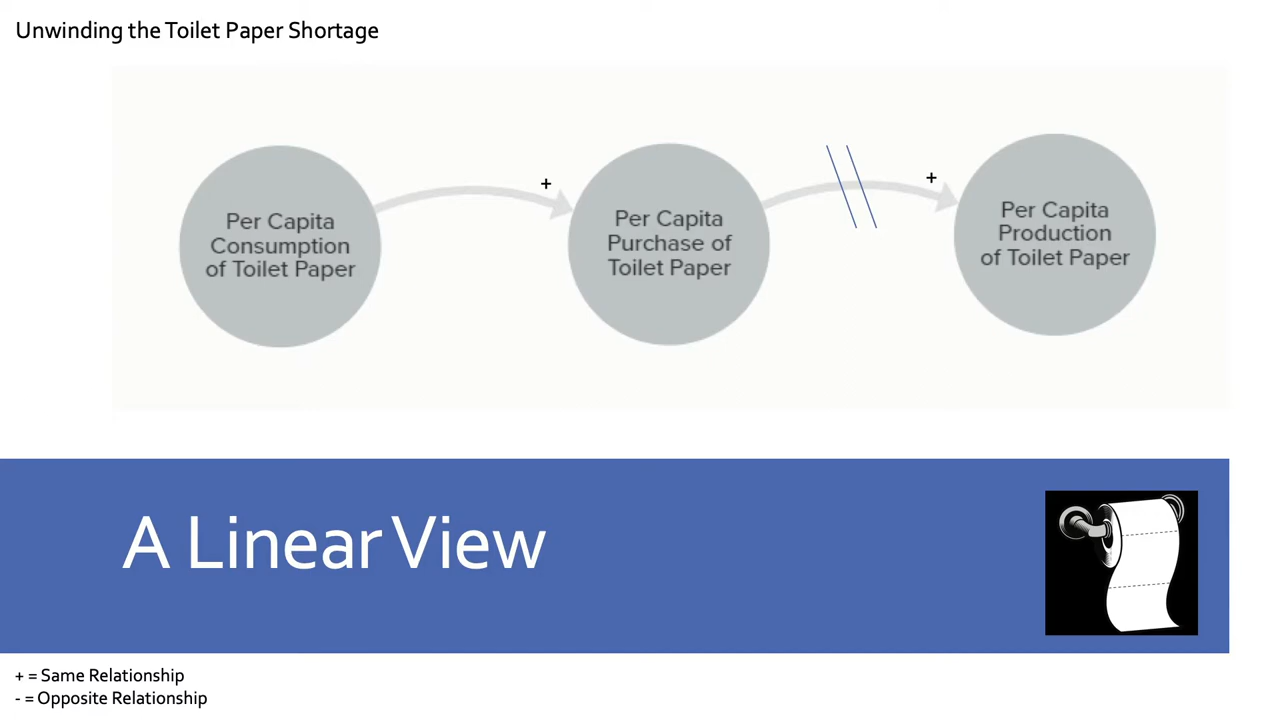 Unwinding the Toilet Paper Shortage
Per Capita
Consumption
of Toilet Paper
+
Per Capita
Purchase of
Toilet Paper
+
Per Capita
Production
of Toilet Paper
A Linear View
+ = Same Relationship
- = Opposite Relationship